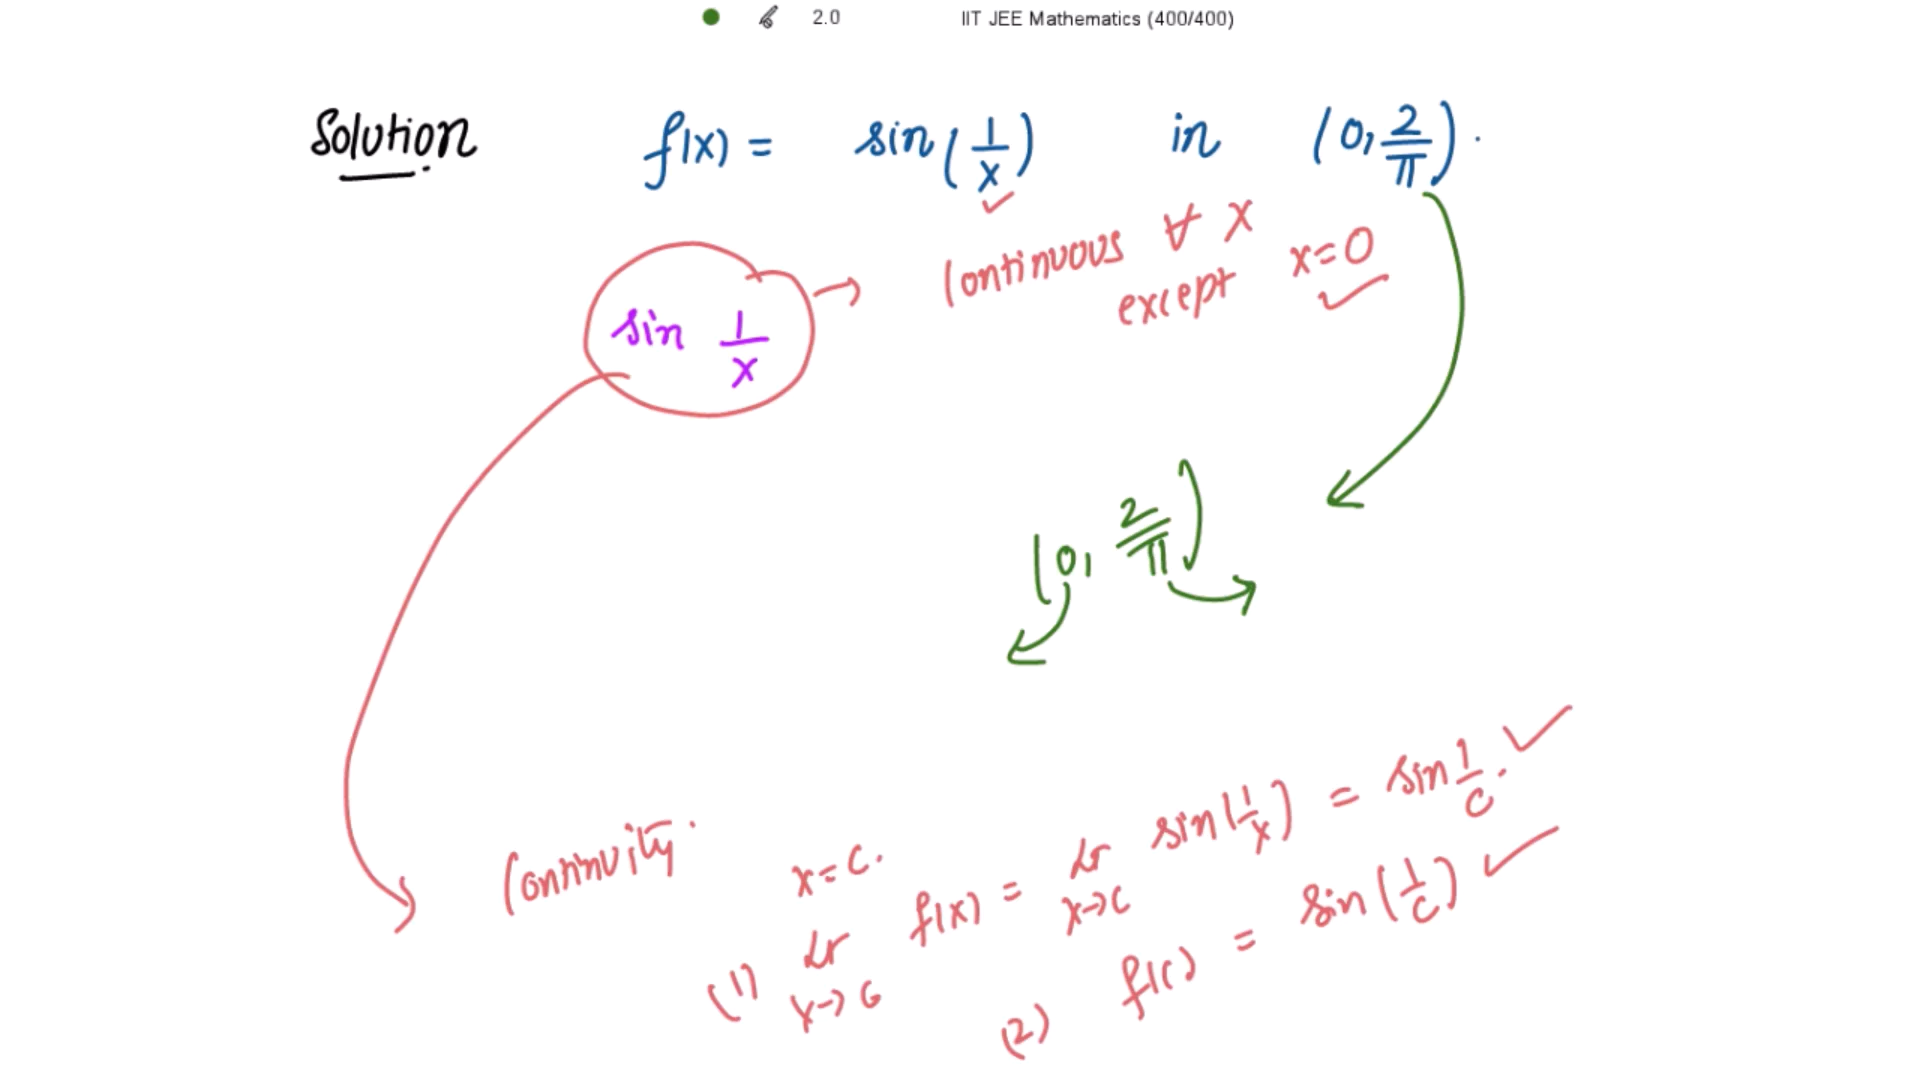 2.0 IIT JEE Mathematics (400/400)
Solution f(x) = sin(1/x) in (0, 2/π).
sin 1/x → continuous ∀ x
except x=0
(0, 2/π)
Continuity. x=c.
(1) Lt x→c f(x) = Lt x→c sin(1/x) = sin 1/c.
(2) f(c) = sin(1/c)